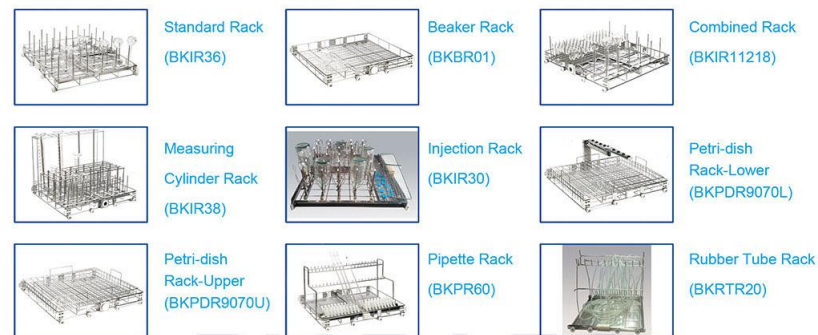 Standard Rack
(BKIR36)
Beaker Rack
(BKBR01)
Combined Rack
(BKIR11218)
Measuring
Cylinder Rack
(BKIR38)
Injection Rack
(BKIR30)
Petri-dish
Rack-Lower
(BKPDR9070L)
Petri-dish
Rack-Upper
(BKPDR9070U)
Pipette Rack
(BKPR60)
Rubber Tube Rack
(BKRTR20)